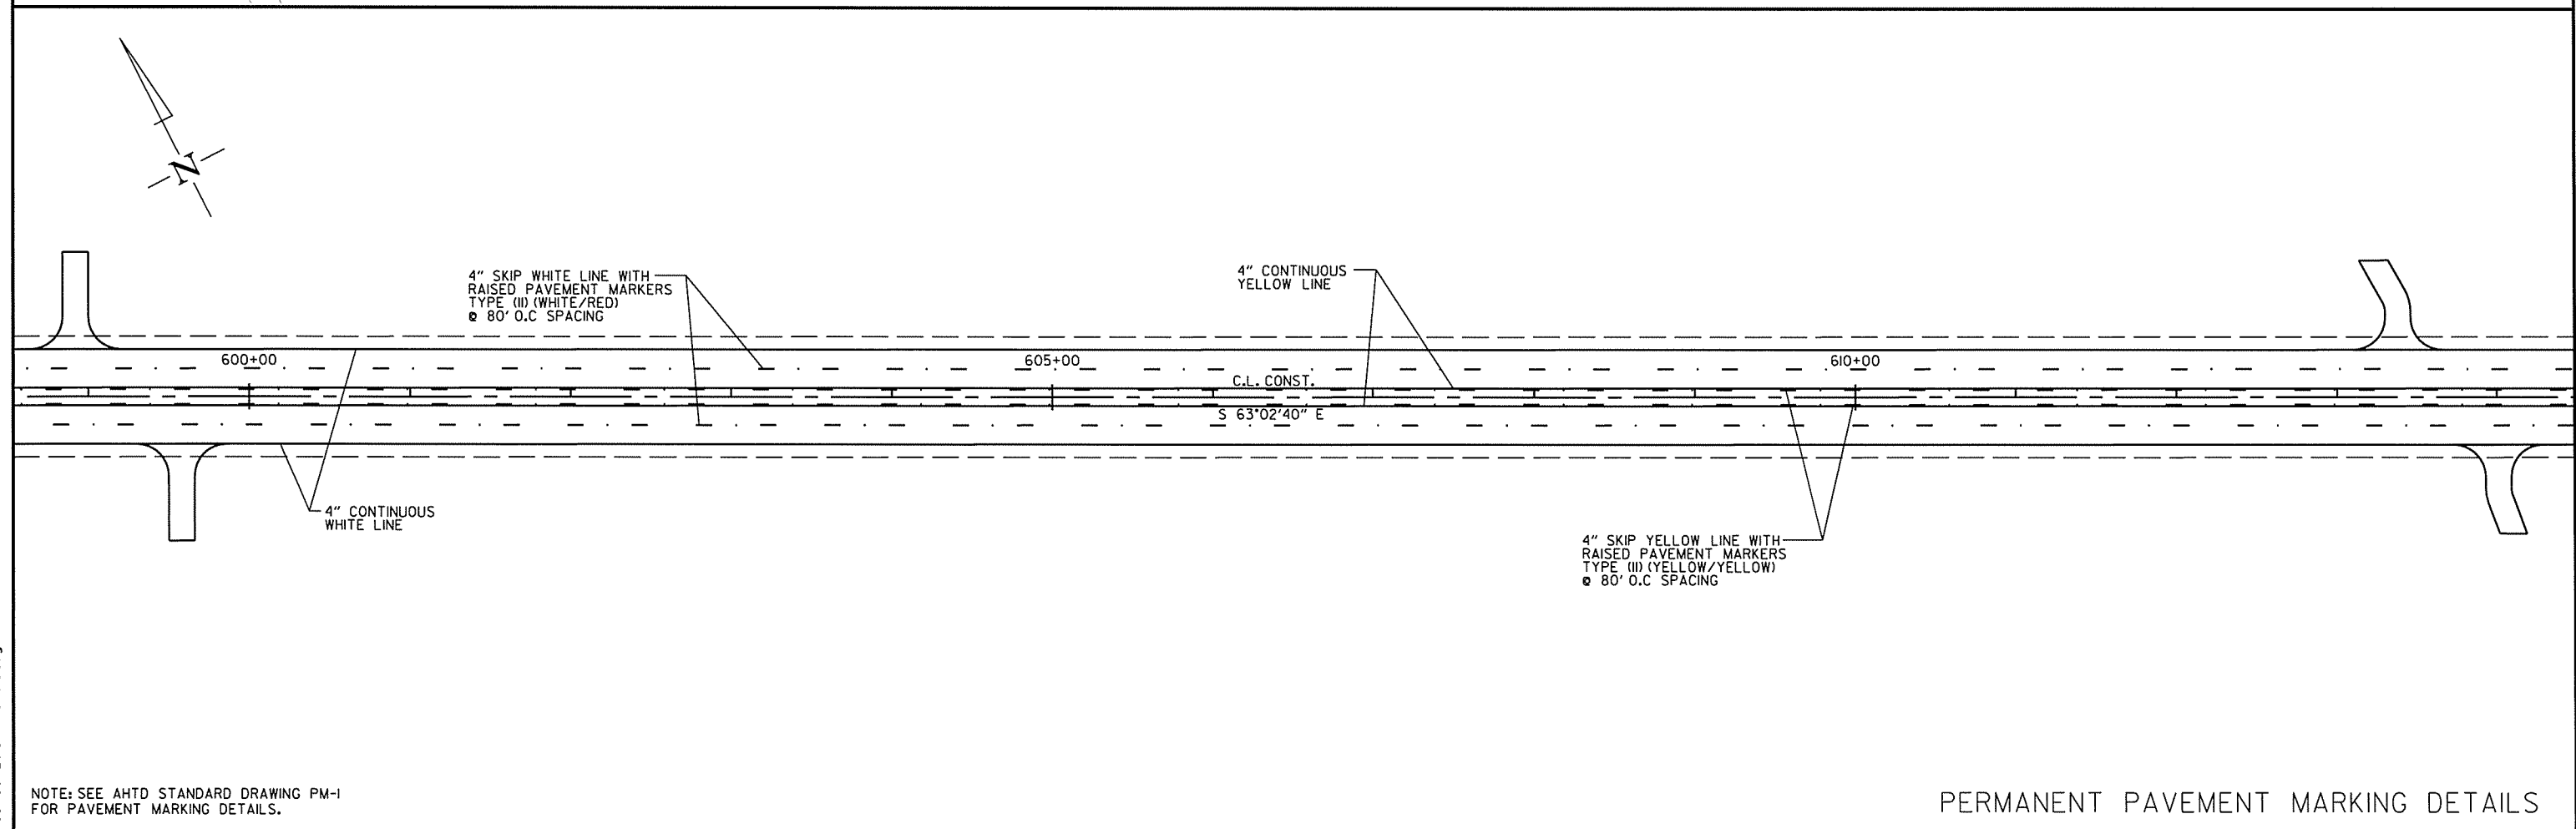 N
4" SKIP WHITE LINE WITH
RAISED PAVEMENT MARKERS
TYPE (II) (WHITE/RED)
@ 80' O.C SPACING
4" CONTINUOUS
YELLOW LINE
600+00
605+00
610+00
C.L. CONST.
S 63°02'40" E
4" CONTINUOUS
WHITE LINE
4" SKIP YELLOW LINE WITH
RAISED PAVEMENT MARKERS
TYPE (II) (YELLOW/YELLOW)
@ 80' O.C SPACING
NOTE: SEE AHTD STANDARD DRAWING PM-1
FOR PAVEMENT MARKING DETAILS.
PERMANENT PAVEMENT MARKING DETAILS